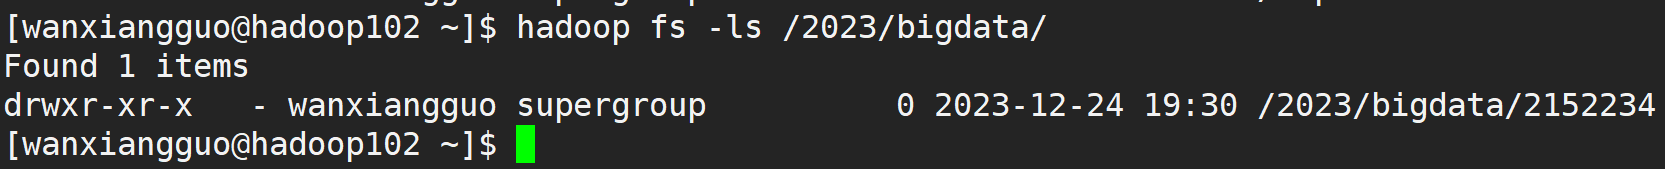 [wanxiangguo@hadoop102 ~]$ hadoop fs -ls /2023/bigdata/
Found 1 items
drwxr-xr-x   - wanxiangguo supergroup          0 2023-12-24 19:30 /2023/bigdata/2152234
[wanxiangguo@hadoop102 ~]$